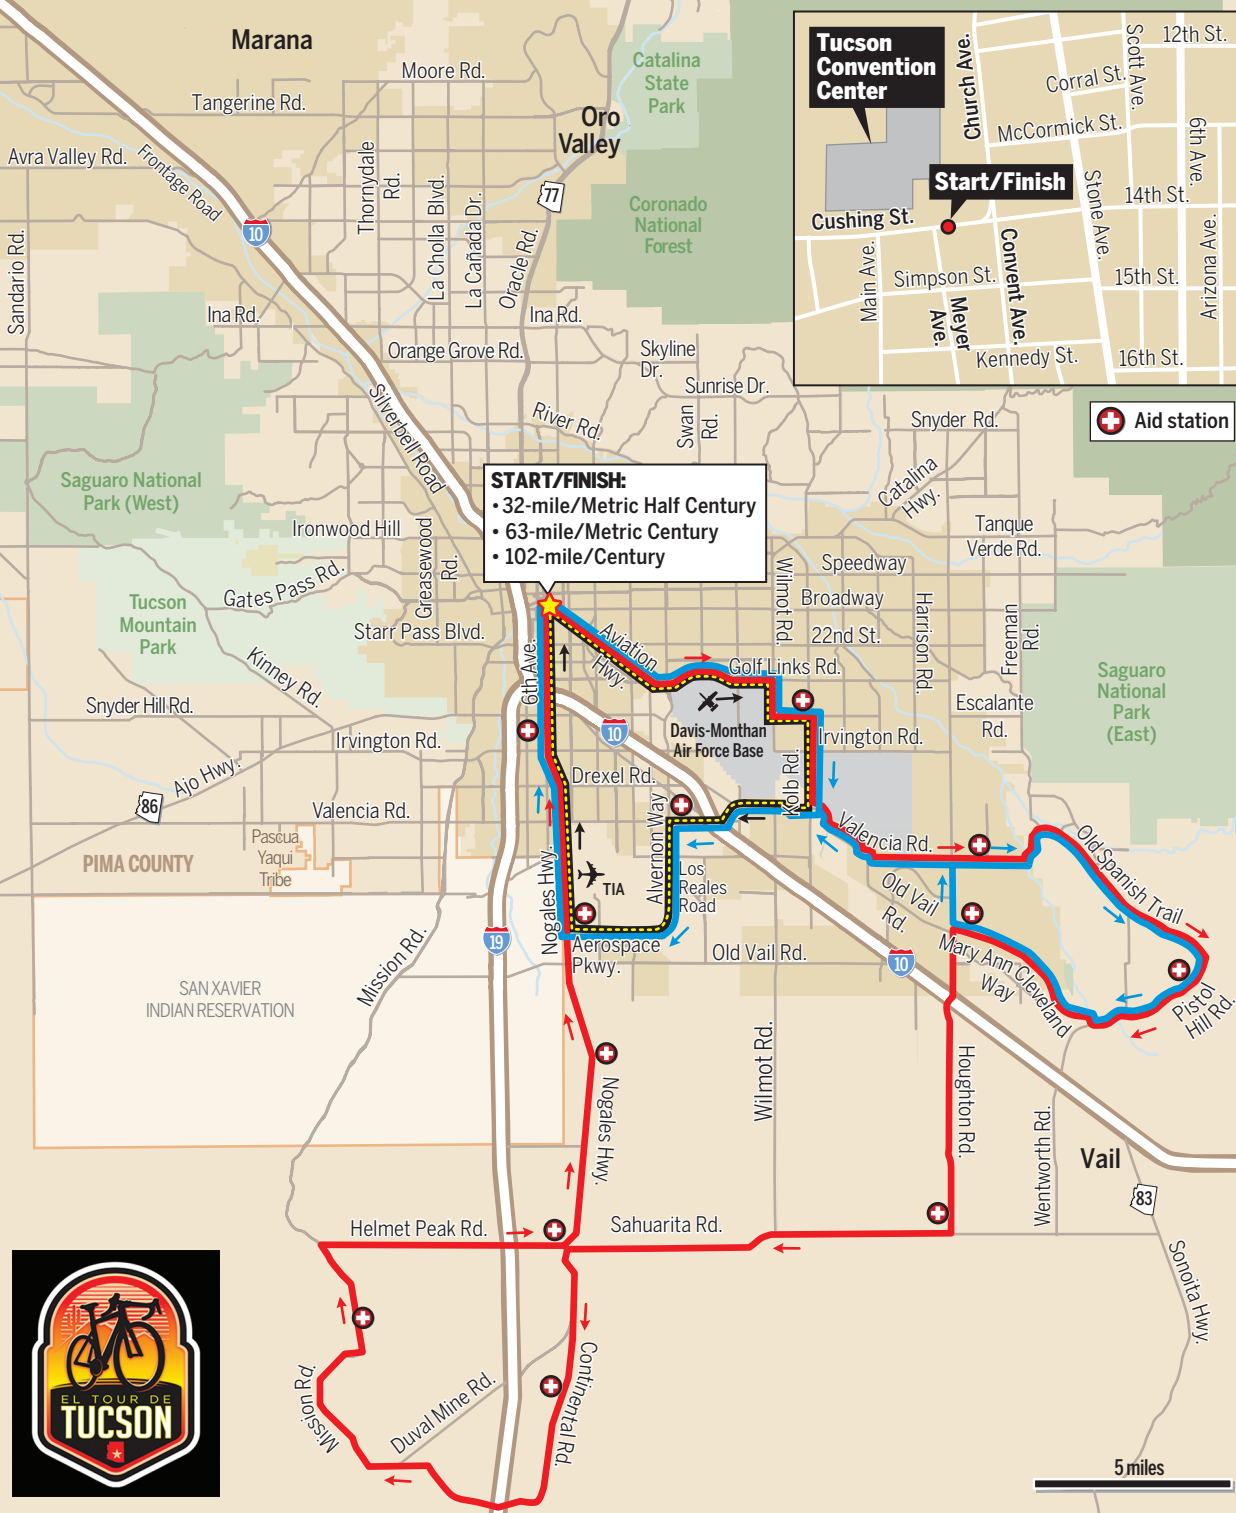 Marana
Moore Rd.
Tangerine Rd.
Catalina
State
Park
Oro
Valley
Avra Valley Rd.
Frontage Road
Thornydale
Rd.
La Cholla Blvd.
La Cañada Dr.
Oracle Rd.
77
10
Coronado
National
Forest
Sandario Rd.
Ina Rd.
Ina Rd.
Orange Grove Rd.
Skyline
Dr.
Sunrise Dr.
Silverbell Road
River Rd.
Swan
Rd.
Tucson
Convention
Center
Church Ave.
Scott Ave.
12th St.
Corral St.
McCormick St.
6th Ave.
Start/Finish
Stone Ave.
14th St.
Cushing St.
Convent Ave.
Main Ave.
Simpson St.
15th St.
Arizona Ave.
Meyer
Ave.
Kennedy St.
16th St.
Aid station
Snyder Rd.
Catalina
Hwy.
Tanque
Verde Rd.
Saguaro National
Park (West)
START/FINISH:
• 32-mile/Metric Half Century
• 63-mile/Metric Century
• 102-mile/Century
Ironwood Hill
Greasewood
Rd.
Gates Pass Rd.
Speedway
Wilmot Rd.
Broadway
22nd St.
Harrison Rd.
Freeman
Rd.
Tucson
Mountain
Park
Starr Pass Blvd.
Kinney Rd.
6th Ave.
Aviation
Hwy.
Golf Links Rd.
Saguaro
National
Park
(East)
Escalante
Rd.
Snyder Hill Rd.
Irvington Rd.
10
Davis-Monthan
Air Force Base
Irvington Rd.
Ajo Hwy.
86
Drexel Rd.
Kolb Rd.
Valencia Rd.
Alvernon Way
Valencia Rd.
Old Spanish Trail
Pascua
Yaqui
Tribe
PIMA COUNTY
Nogales Hwy.
TIA
Los
Reales
Road
Old Vail
Rd.
19
Aerospace
Pkwy.
Old Vail Rd.
10
Mary Ann Cleveland
Way
Pistol
Hill Rd.
Mission Rd.
SAN XAVIER
INDIAN RESERVATION
Nogales Hwy.
Wilmot Rd.
Houghton Rd.
Wentworth Rd.
Vail
83
Sonoita Hwy.
Helmet Peak Rd.
Sahuarita Rd.
Mission Rd.
Duval Mine Rd.
Continental Rd.
EL TOUR DE
TUCSON
5 miles